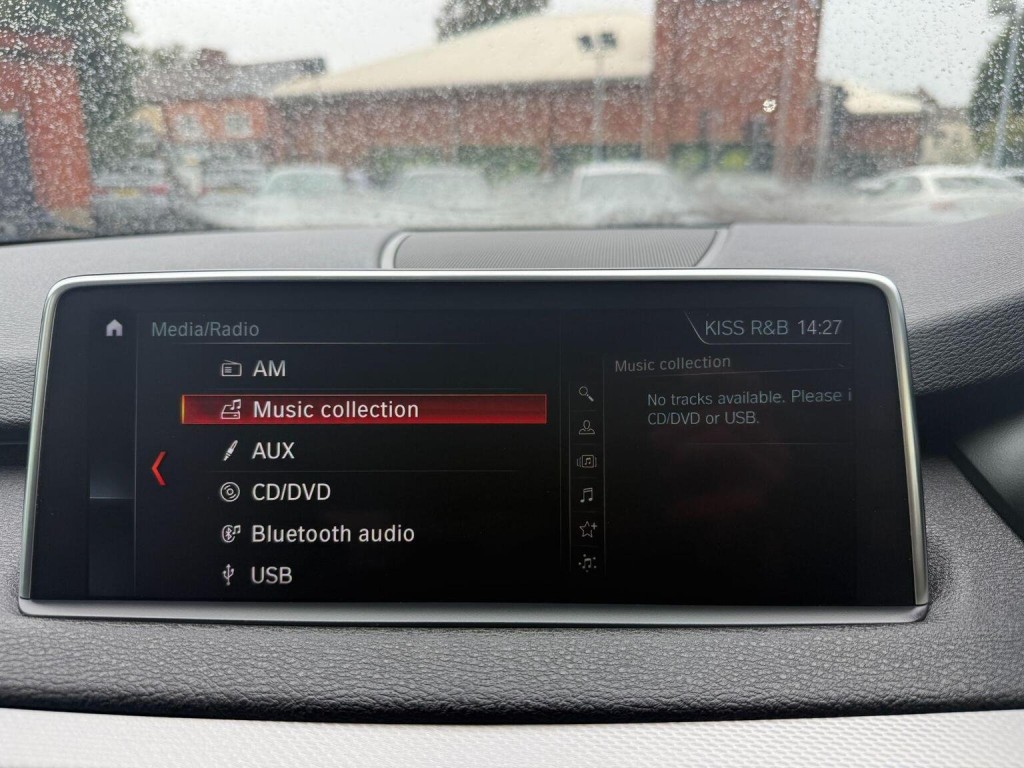 Media/Radio
KISS R&B 14:27
AM
Music collection
AUX
CD/DVD
Bluetooth audio
USB
Music collection
No tracks available. Please i
CD/DVD or USB.